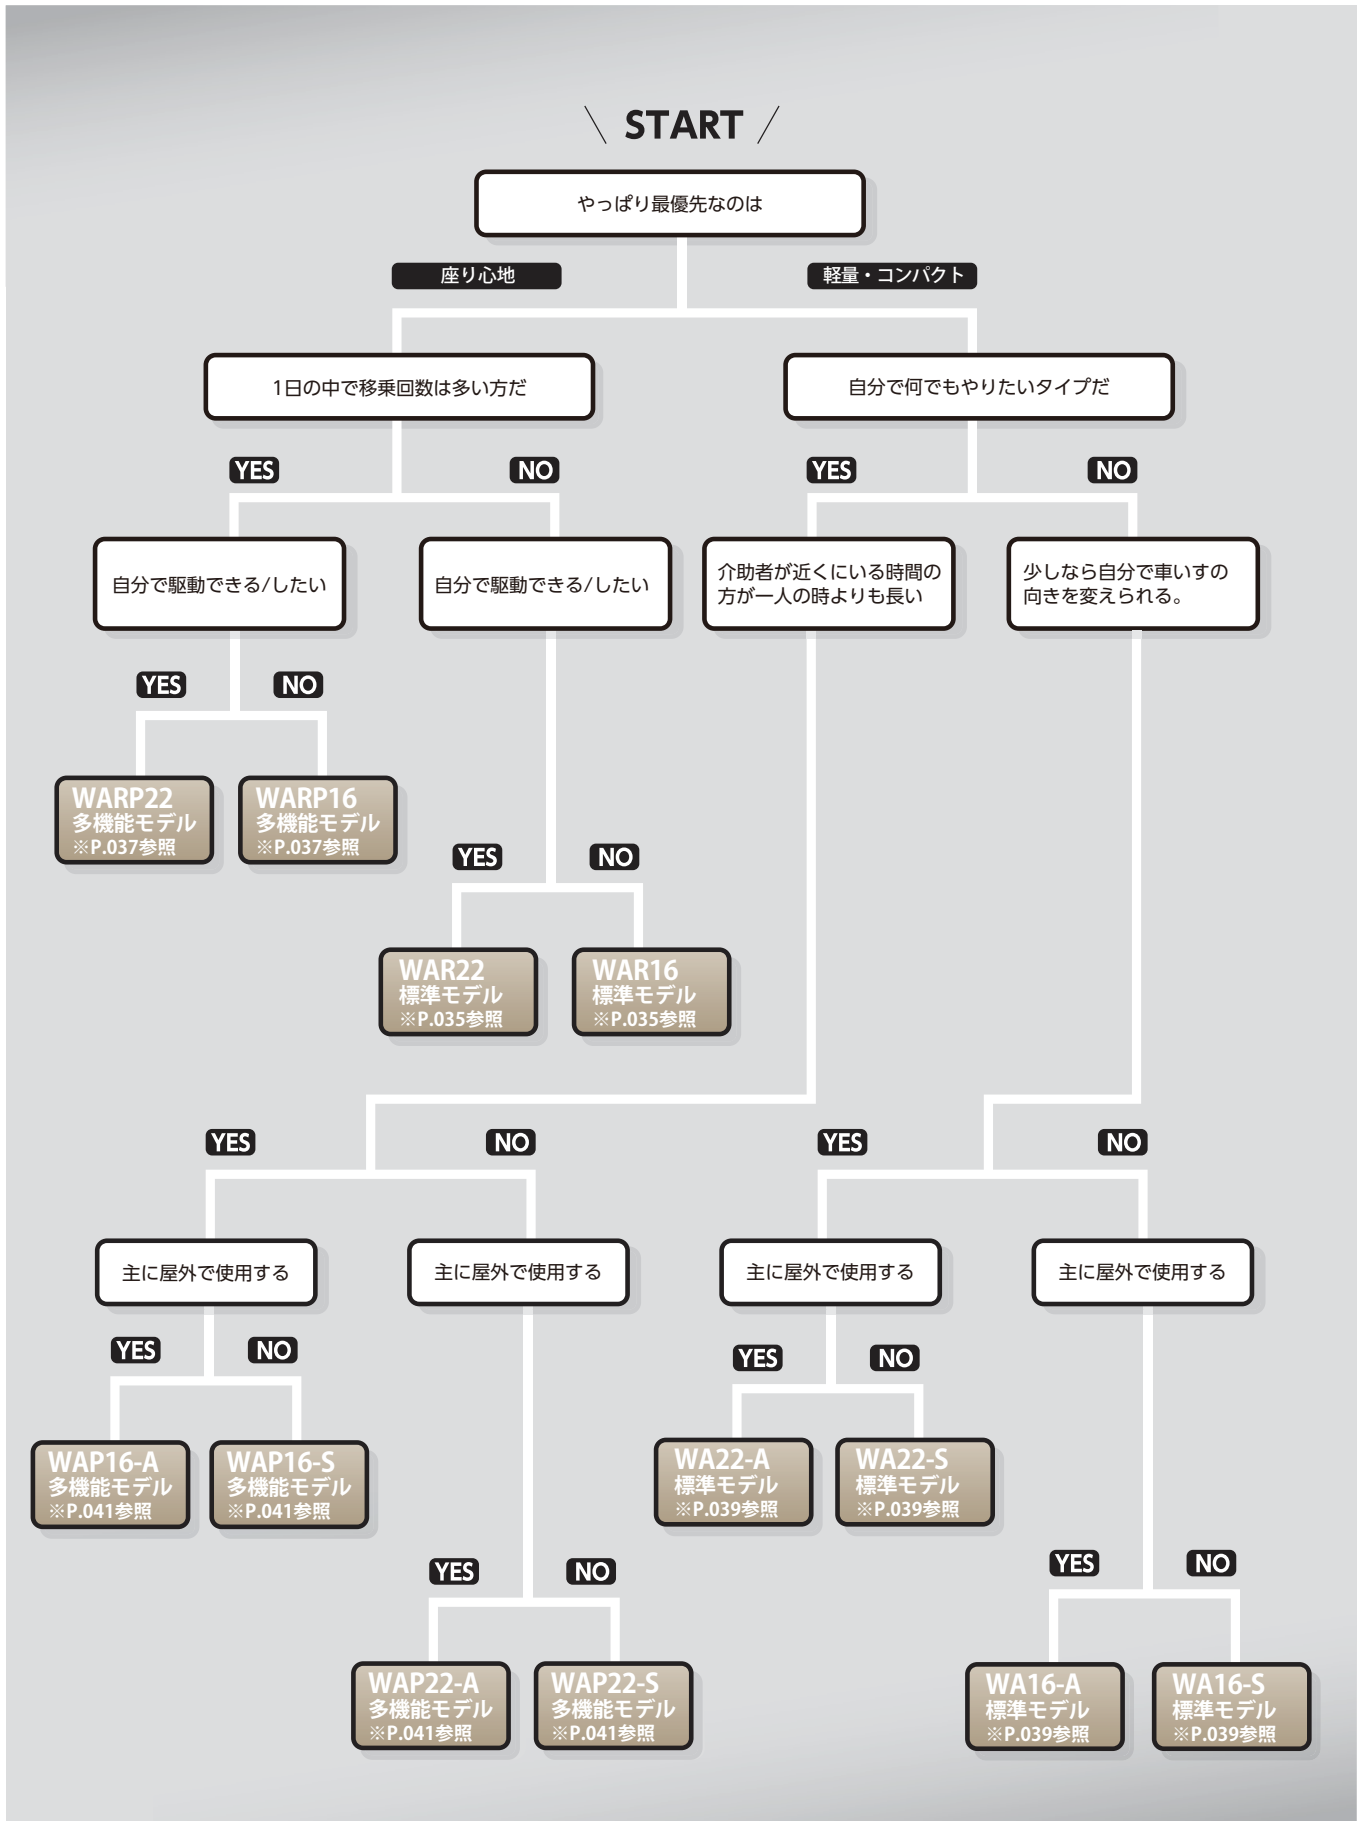 START
やっぱり最優先なのは
座り心地
軽量・コンパクト
1日の中で移乗回数は多い方だ
自分で何でもやりたいタイプだ
YES
NO
YES
NO
自分で駆動できる/したい
自分で駆動できる/したい
介助者が近くにいる時間の
方が一人の時よりも長い
少しなら自分で車いすの
向きを変えられる。
YES
NO
WARP22
多機能モデル
※P.037参照
WARP16
多機能モデル
※P.037参照
YES
NO
WAR22
標準モデル
※P.035参照
WAR16
標準モデル
※P.035参照
YES
NO
YES
NO
主に屋外で使用する
主に屋外で使用する
主に屋外で使用する
主に屋外で使用する
YES
NO
YES
NO
WAP16-A
多機能モデル
※P.041参照
WAP16-S
多機能モデル
※P.041参照
WA22-A
標準モデル
※P.039参照
WA22-S
標準モデル
※P.039参照
YES
NO
YES
NO
WAP22-A
多機能モデル
※P.041参照
WAP22-S
多機能モデル
※P.041参照
WA16-A
標準モデル
※P.039参照
WA16-S
標準モデル
※P.039参照